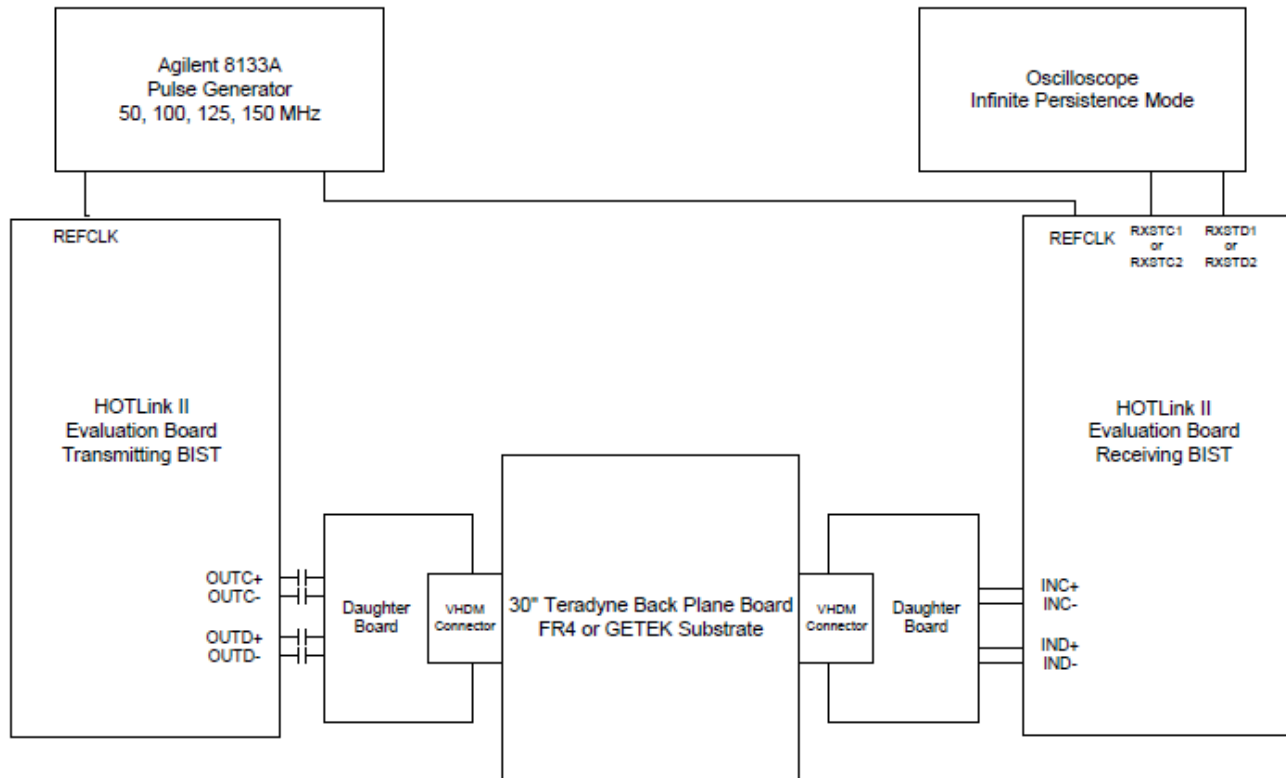 Agilent 8133A
Pulse Generator
50, 100, 125, 150 MHz
Oscilloscope
Infinite Persistence Mode
REFCLK
REFCLK
RXSTC1
or
RXSTC2
RXSTD1
or
RXSTD2
HOTLink II
Evaluation Board
Transmitting BIST
HOTLink II
Evaluation Board
Receiving BIST
OUTC+
OUTC-
OUTD+
OUTD-
Daughter
Board
VHDM
Connector
30" Teradyne Back Plane Board
FR4 or GETEK Substrate
VHDM
Connector
Daughter
Board
INC+
INC-
IND+
IND-